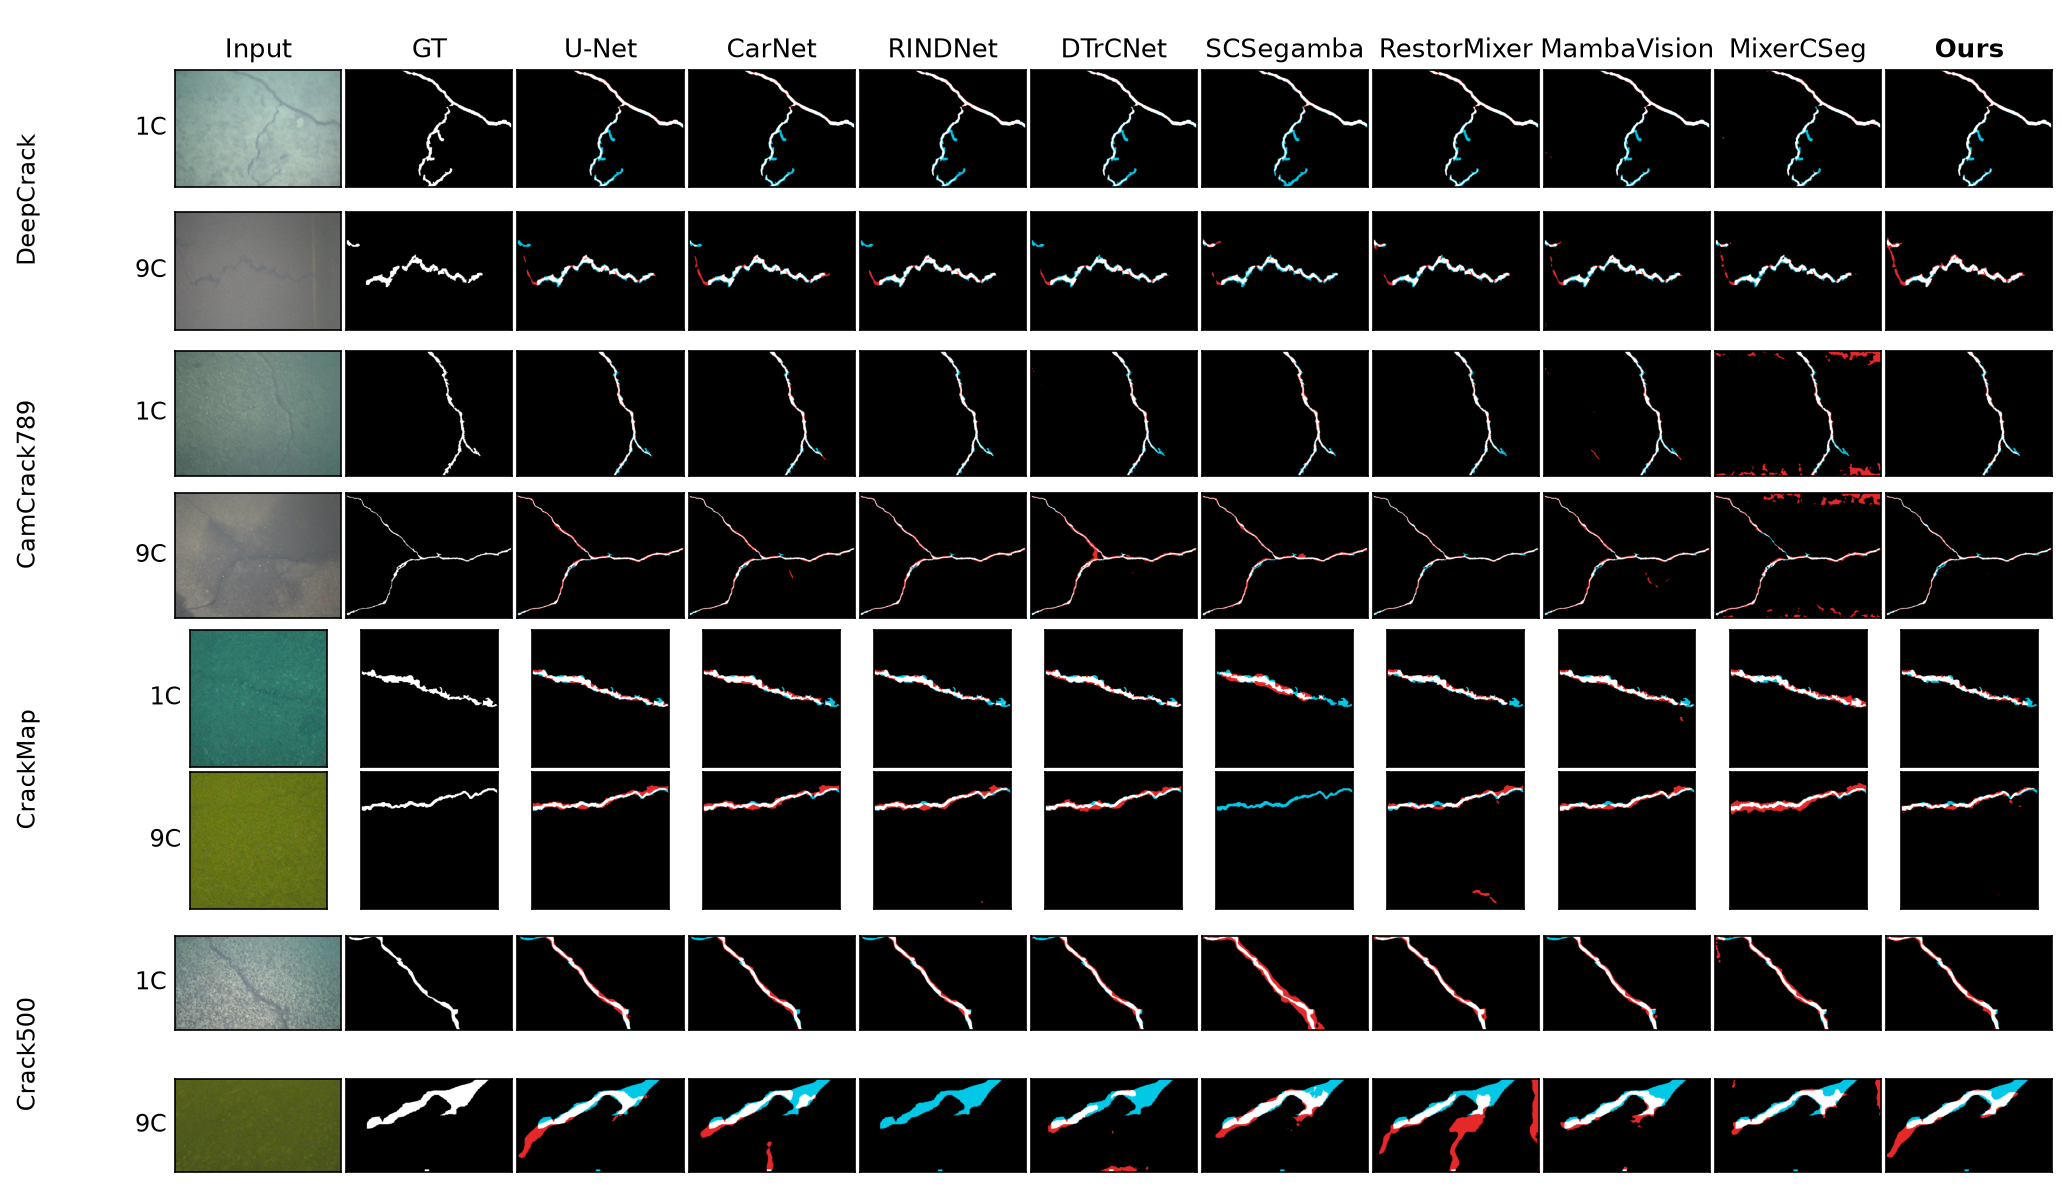 Input GT U-Net CarNet RINDNet DTrCNet SCSegamba RestorMixer MambaVision MixerCSeg Ours
DeepCrack
1C
9C
CamCrack789
1C
9C
CrackMap
1C
9C
Crack500
1C
9C